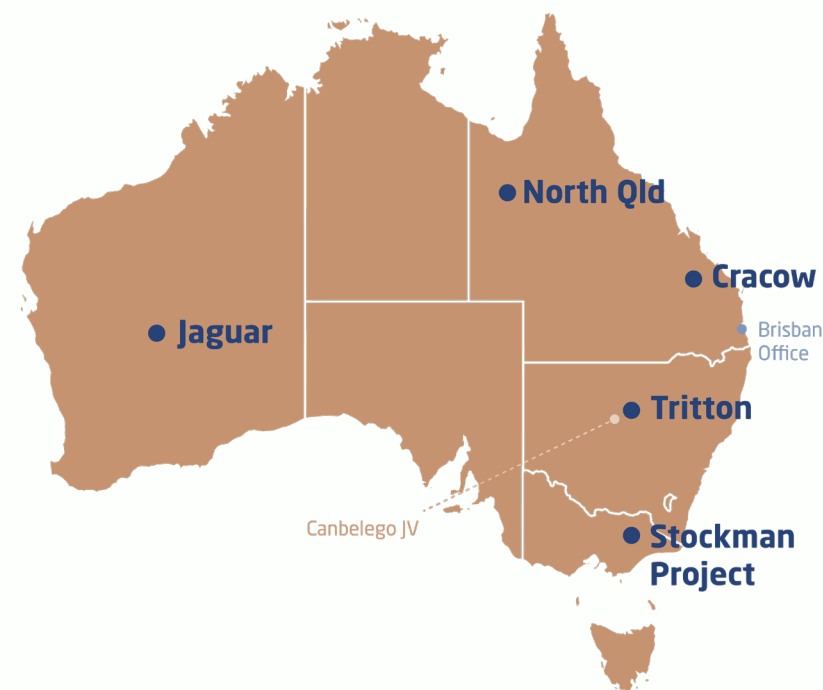 North Qld
Cracow
Jaguar
Brisban
Office
Tritton
Canbelego JV
Stockman
Project